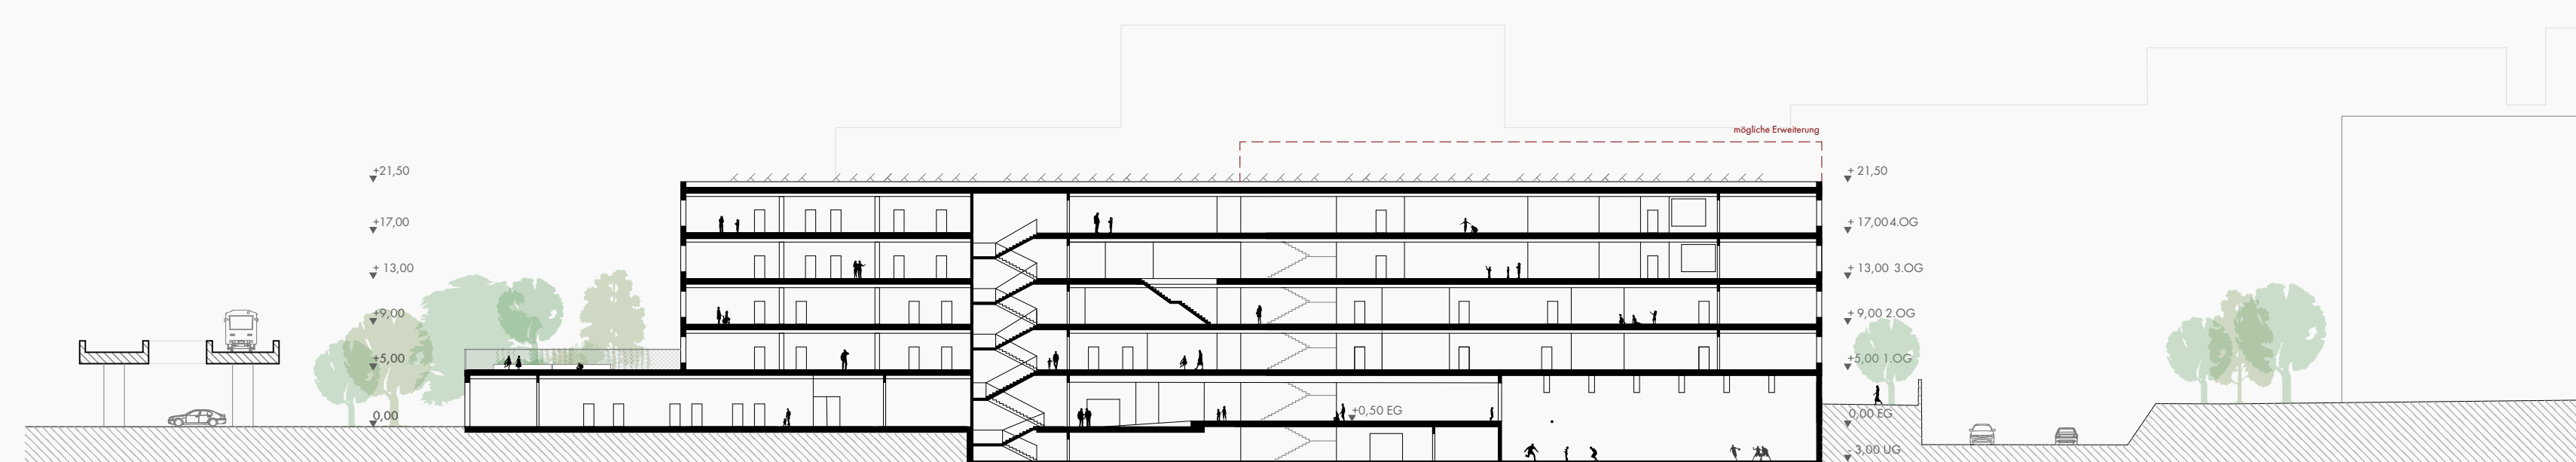 mögliche Erweiterung
+21,50
+ 21,50
+17,00
+ 17,00 4.OG
+ 13,00
+ 13,00 3.OG
+9,00
+ 9,00 2.OG
+5,00
+5,00 1.OG
0,00
+0,50 EG
0,00 EG
- 3,00 UG